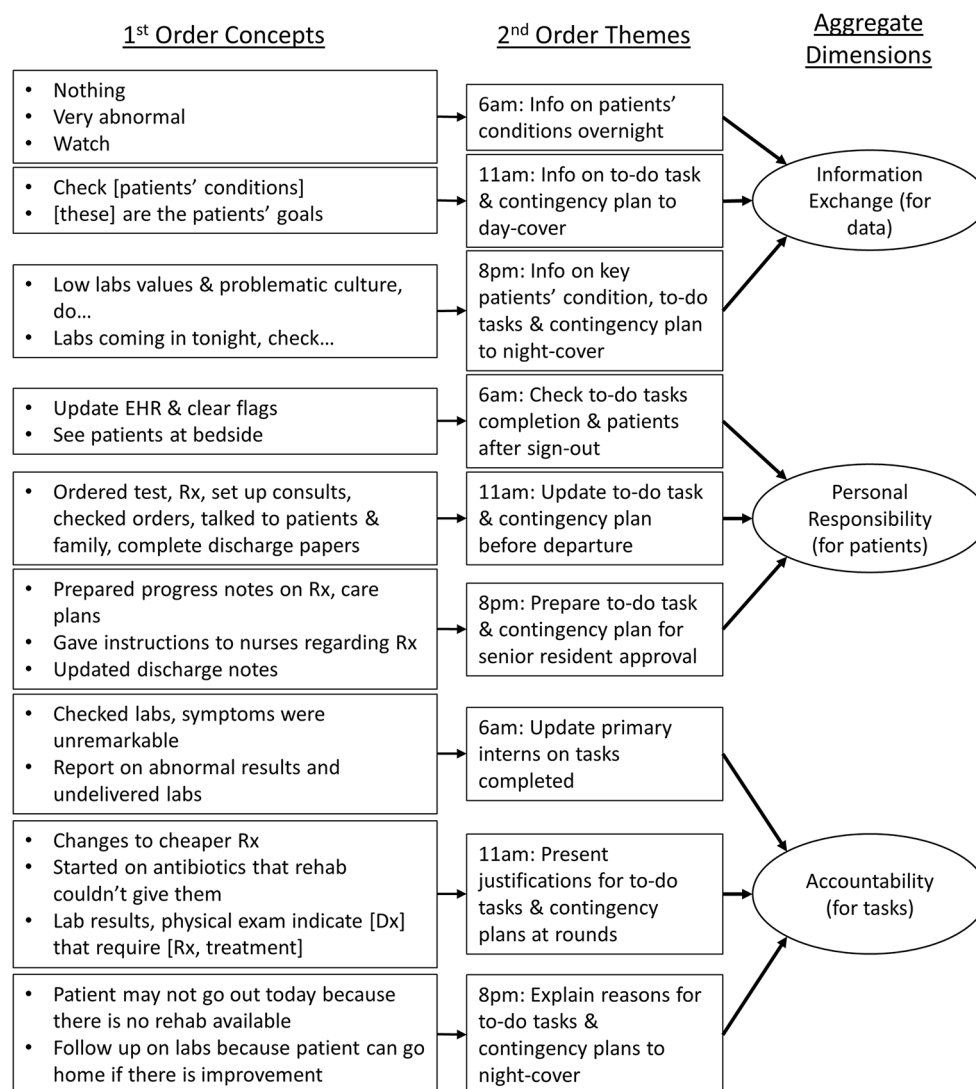 1st Order Concepts
2nd Order Themes
Aggregate
Dimensions
• Nothing
• Very abnormal
• Watch
6am: Info on patients’
conditions overnight
• Check [patients’ conditions]
• [these] are the patients’ goals
11am: Info on to-do task
& contingency plan to
day-cover
Information
Exchange (for
data)
• Low labs values & problematic culture,
do…
• Labs coming in tonight, check…
8pm: Info on key
patients’ condition, to-do
tasks & contingency plan
to night-cover
• Update EHR & clear flags
• See patients at bedside
6am: Check to-do tasks
completion & patients
after sign-out
• Ordered test, Rx, set up consults,
checked orders, talked to patients &
family, complete discharge papers
11am: Update to-do task
& contingency plan
before departure
Personal
Responsibility
(for patients)
• Prepared progress notes on Rx, care
plans
• Gave instructions to nurses regarding Rx
• Updated discharge notes
8pm: Prepare to-do task
& contingency plan for
senior resident approval
• Checked labs, symptoms were
unremarkable
• Report on abnormal results and
undelivered labs
6am: Update primary
interns on tasks
completed
• Changes to cheaper Rx
• Started on antibiotics that rehab
couldn’t give them
• Lab results, physical exam indicate [Dx]
that require [Rx, treatment]
11am: Present
justifications for to-do
tasks & contingency
plans at rounds
Accountability
(for tasks)
• Patient may not go out today because
there is no rehab available
• Follow up on labs because patient can go
home if there is improvement
8pm: Explain reasons for
to-do tasks &
contingency plans to
night-cover